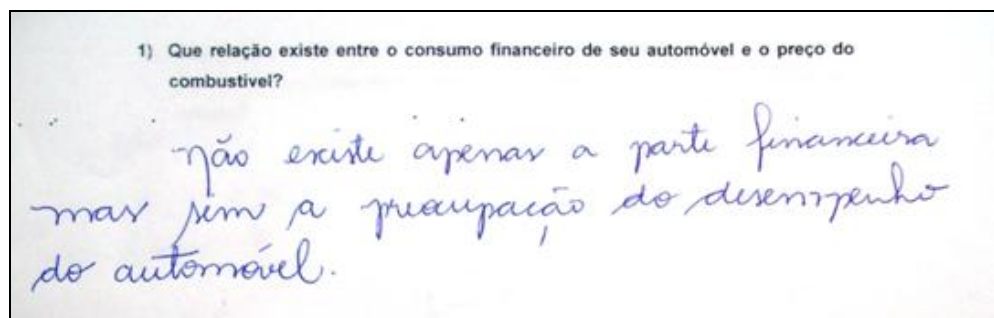 1) Que relação existe entre o consumo financeiro de seu automóvel e o preço do
combustivel?
não existe apenas a parte financeira
mas sim a preocupação do desempenho
do automóvel.